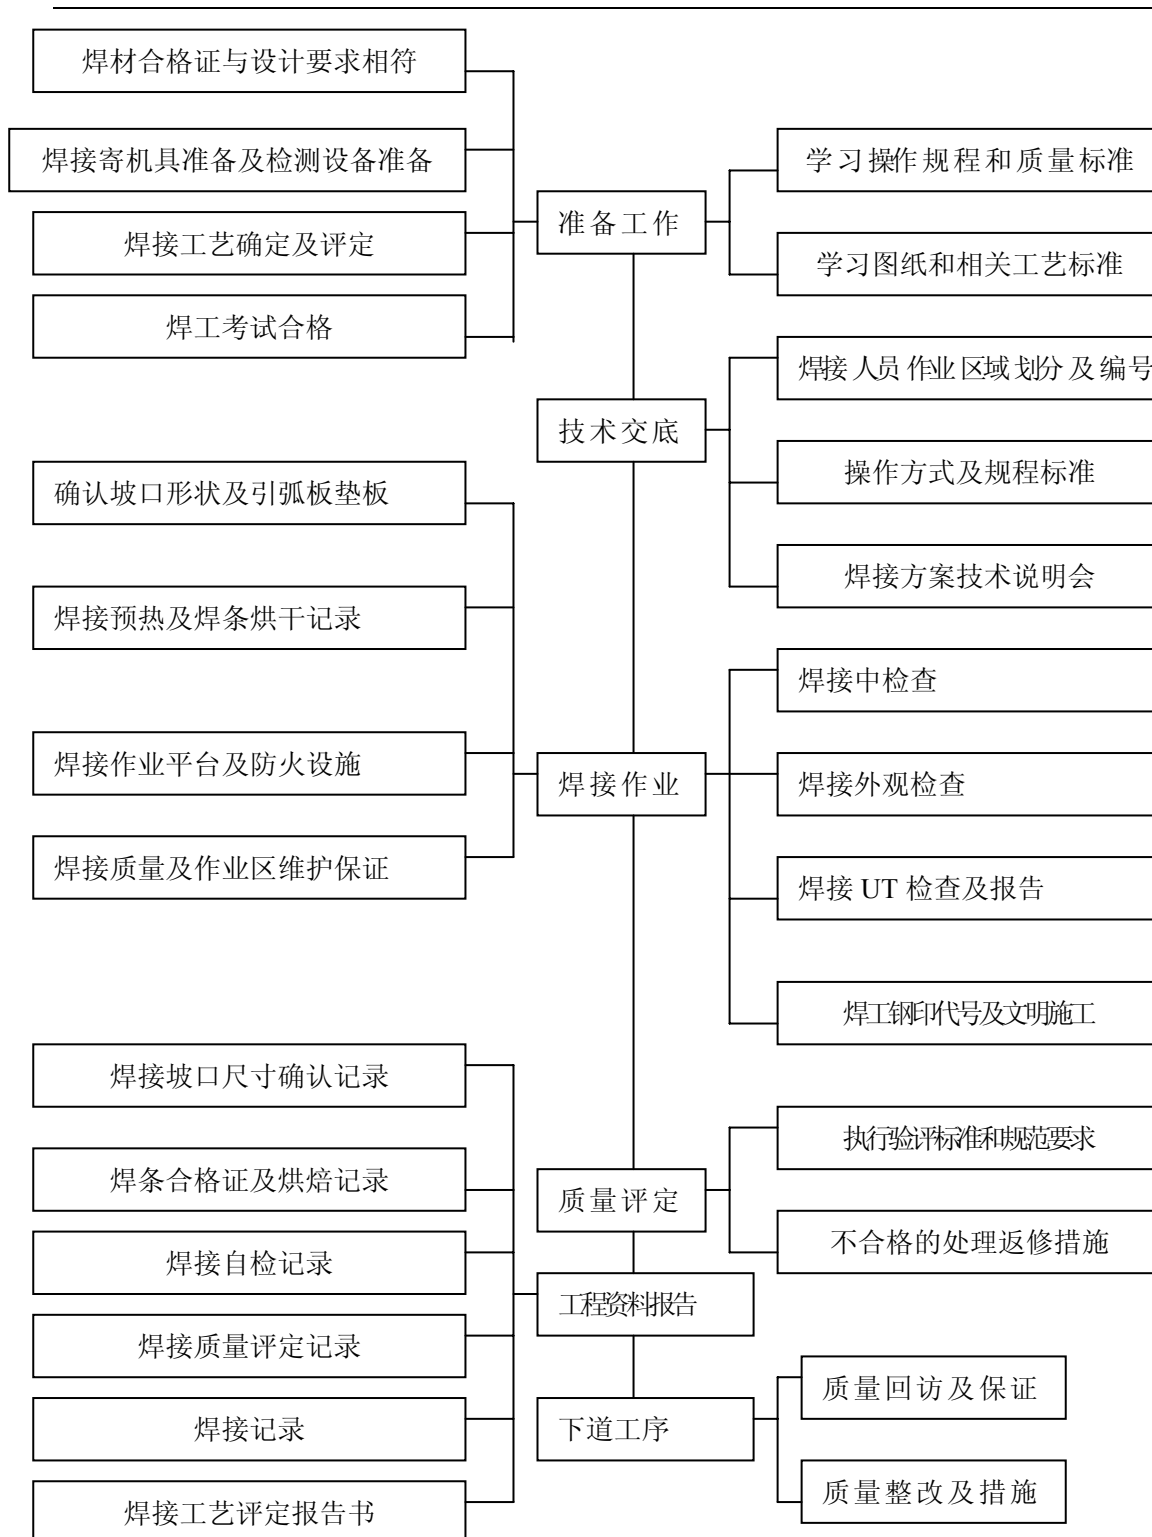 焊材合格证与设计要求相符
焊接寄机具准备及检测设备准备
学习操作规程和质量标准
准备工作
焊接工艺确定及评定
学习图纸和相关工艺标准
焊工考试合格
焊接人员作业区域划分及编号
技术交底
操作方式及规程标准
确认坡口形状及引弧板垫板
焊接方案技术说明会
焊接预热及焊条烘干记录
焊接中检查
焊接作业平台及防火设施
焊接作业
焊接外观检查
焊接质量及作业区维护保证
焊接 UT 检查及报告
焊工钢印代号及文明施工
焊接坡口尺寸确认记录
执行验评标准和规范要求
焊条合格证及烘焙记录
质量评定
不合格的处理返修措施
焊接自检记录
工程资料报告
焊接质量评定记录
质量回访及保证
焊接记录
下道工序
质量整改及措施
焊接工艺评定报告书